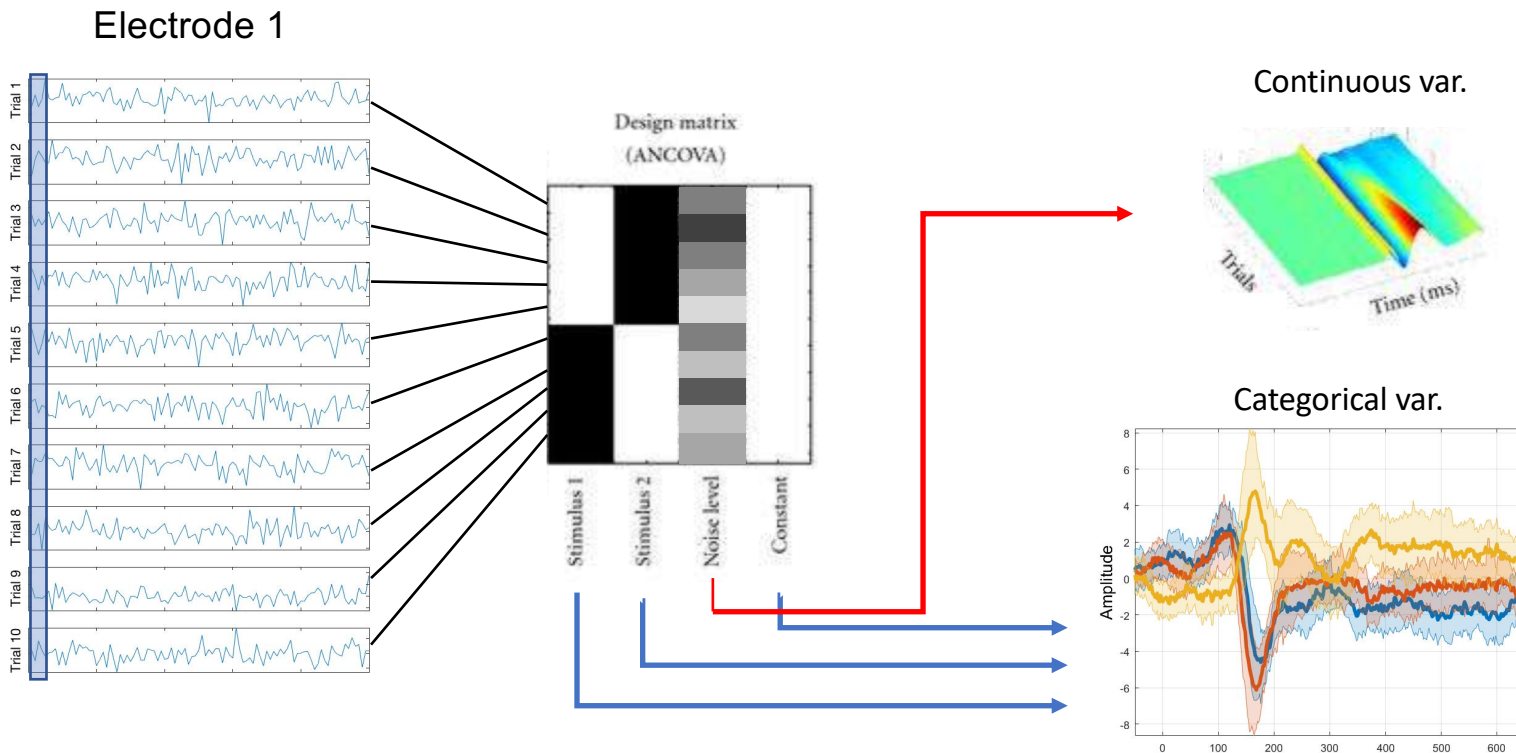 Electrode 1
Trial 1
Trial 2
Trial 3
Trial 4
Trial 5
Trial 6
Trial 7
Trial 8
Trial 9
Trial 10
Design matrix
(ANCOVA)
Stimulus 1
Stimulus 2
Noise level
Constant
Continuous var.
Trials
Time (ms)
Categorical var.
Amplitude
8
6
4
2
0
-2
-4
-6
-8
0 100 200 300 400 500 600